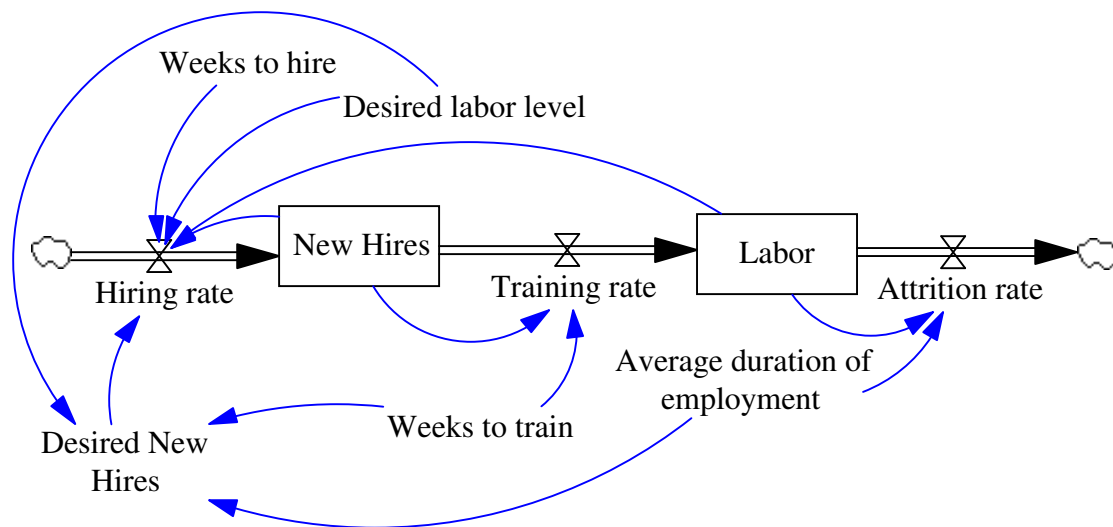 Weeks to hire
Desired labor level
New Hires
Labor
Hiring rate
Training rate
Attrition rate
Average duration of
employment
Weeks to train
Desired New
Hires